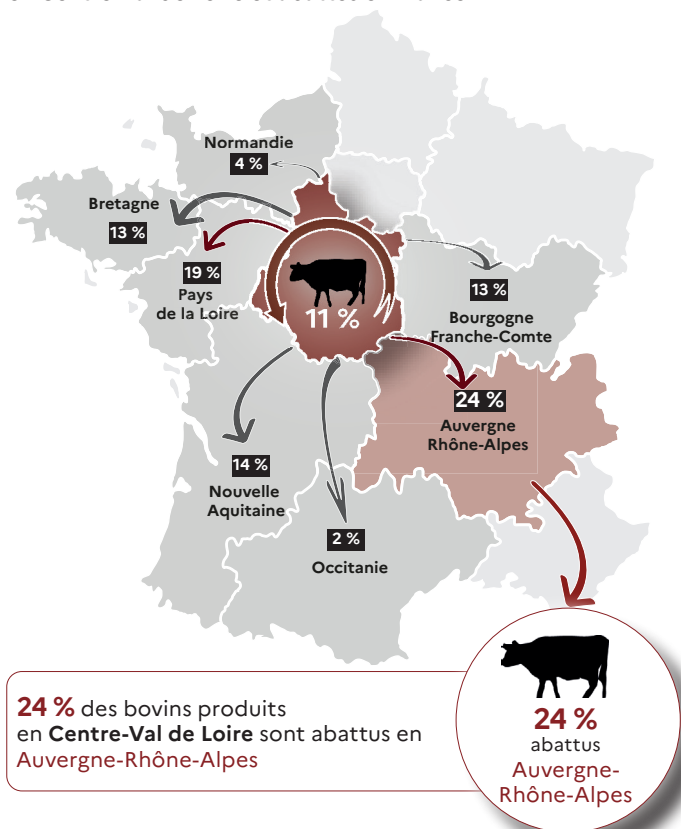 Normandie
4 %
Bretagne
13 %
19 %
Pays
de la Loire
11 %
13 %
Bourgogne
Franche-Comte
24 %
Auvergne
Rhône-Alpes
14 %
Nouvelle
Aquitaine
2 %
Occitanie
24 % des bovins produits
en Centre-Val de Loire sont abattus en
Auvergne-Rhône-Alpes
24 %
abattus
Auvergne-
Rhône-Alpes